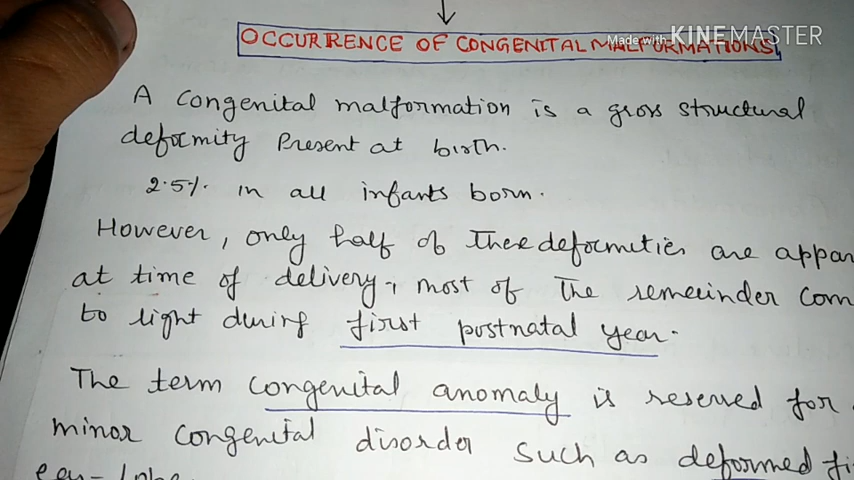 OCCURRENCE OF CONGENITAL MALFORMATIONS
Made with KINEMASTER
A congenital malformation is a gross structural
deformity Present at birth.
2.5% in all infants born.
However, only half of these deformities are appar
at time of delivery, most of the remainder com
to light during first postnatal year.
The term congenital anomaly is reserved for
minor congenital disorder such as deformed